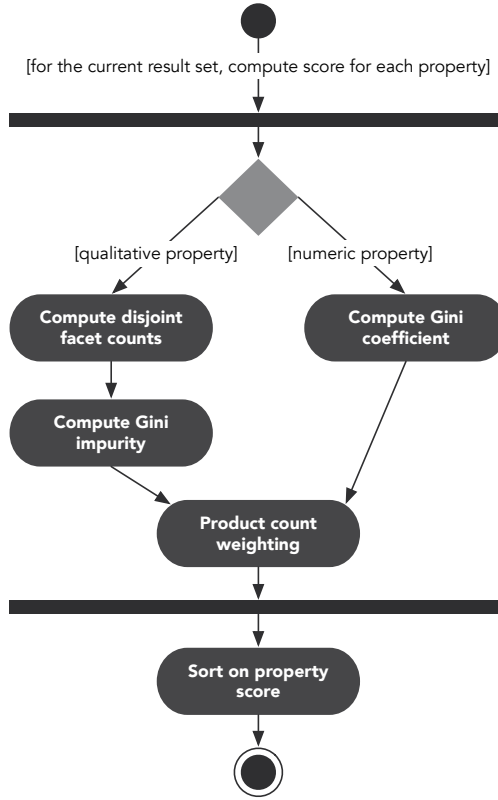 [for the current result set, compute score for each property]
[qualitative property]
[numeric property]
Compute disjoint
facet counts
Compute Gini
coefficient
Compute Gini
impurity
Product count
weighting
Sort on property
score